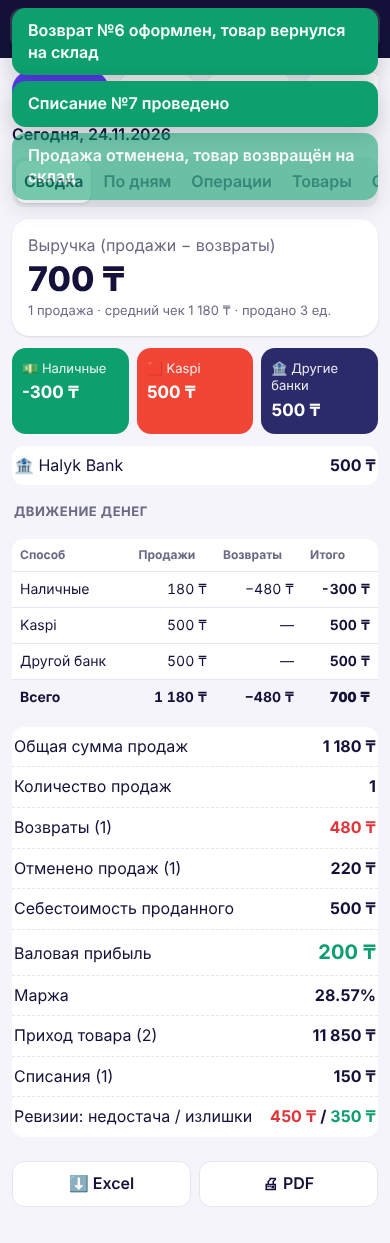 Возврат №6 оформлен, товар вернулся
на склад
Списание №7 проведено
Сегодня, 24.11.2026
Продажа отменена, товар возвращён на
склад
Сводка По дням Операции Товары
Выручка (продажи − возвраты)
700 ₸
1 продажа · средний чек 1 180 ₸ · продано 3 ед.
💵 Наличные
-300 ₸
🟥 Kaspi
500 ₸
🏦 Другие
банки
500 ₸
🏦 Halyk Bank 500 ₸
ДВИЖЕНИЕ ДЕНЕГ
Способ Продажи Возвраты Итого
Наличные 180 ₸ −480 ₸ -300 ₸
Kaspi 500 ₸ — 500 ₸
Другой банк 500 ₸ — 500 ₸
Всего 1 180 ₸ −480 ₸ 700 ₸
Общая сумма продаж 1 180 ₸
Количество продаж 1
Возвраты (1) 480 ₸
Отменено продаж (1) 220 ₸
Себестоимость проданного 500 ₸
Валовая прибыль 200 ₸
Маржа 28.57%
Приход товара (2) 11 850 ₸
Списания (1) 150 ₸
Ревизии: недостача / излишки 450 ₸ / 350 ₸
⬇️ Excel
🖨 PDF